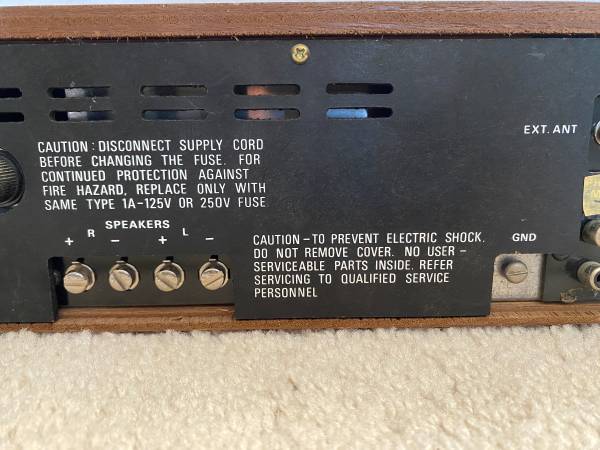 CAUTION : DISCONNECT SUPPLY CORD
BEFORE CHANGING THE FUSE. FOR
CONTINUED PROTECTION AGAINST
FIRE HAZARD, REPLACE ONLY WITH
SAME TYPE 1A-125V OR 250V FUSE
SPEAKERS
+ R - + L -
EXT. ANT
CAUTION – TO PREVENT ELECTRIC SHOCK.
DO NOT REMOVE COVER. NO USER –
SERVICEABLE PARTS INSIDE. REFER
SERVICING TO QUALIFIED SERVICE
PERSONNEL
GND